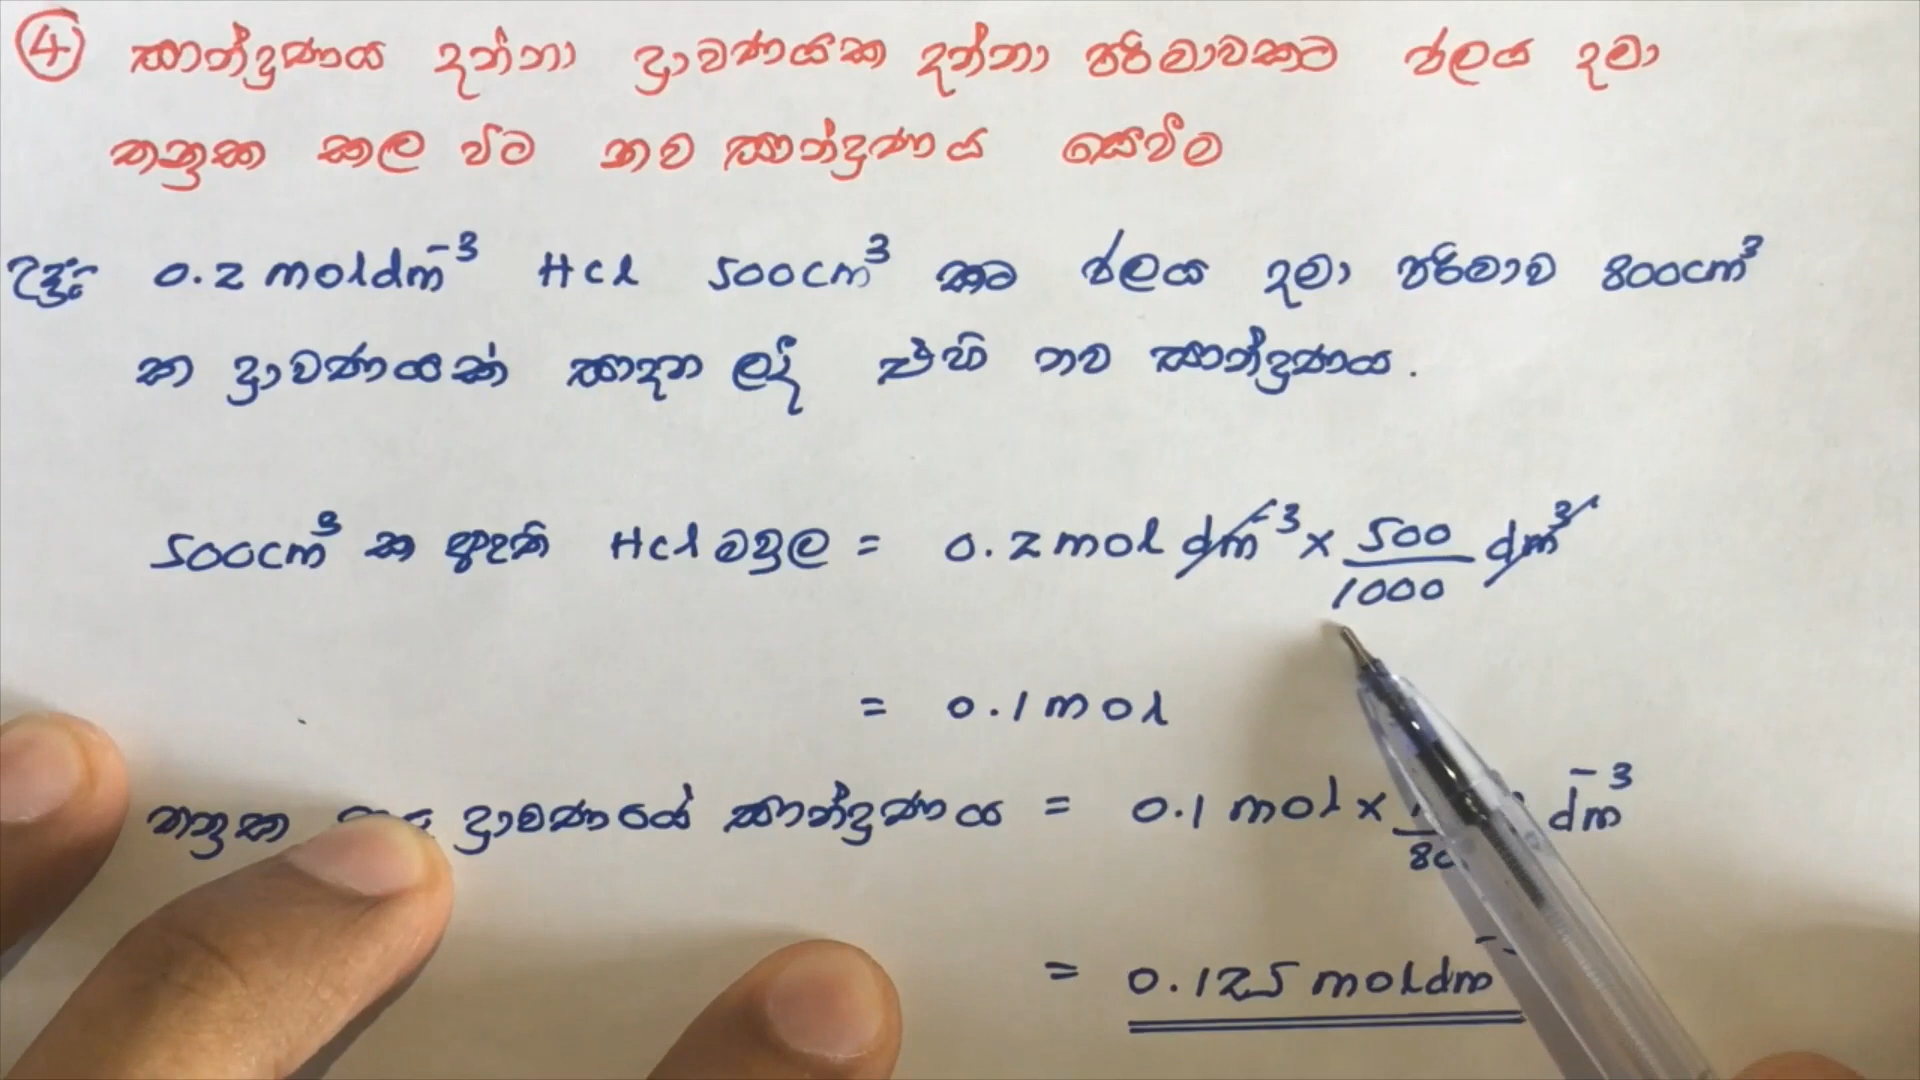 ④ සාන්ද්‍රණය දන්නා ද්‍රාවණයක දන්නා පරිමාවකට ජලය දමා
තනුක කල විට නව සාන්ද්‍රණය සෙවීම
උදා:- 0.2 moldm⁻³ HCl 500cm³ කට ජලය දමා පරිමාව 800cm³
ක ද්‍රාවණයක් සාදන ලදී එහි නව සාන්ද්‍රණය.
500cm³ ක ඇති HCl මවුල = 0.2 mol dm⁻³ × 500/1000 dm³
= 0.1 mol
තනුක ද්‍රාවණයේ සාන්ද්‍රණය = 0.1 mol × dm⁻³
= 0.125 moldm⁻